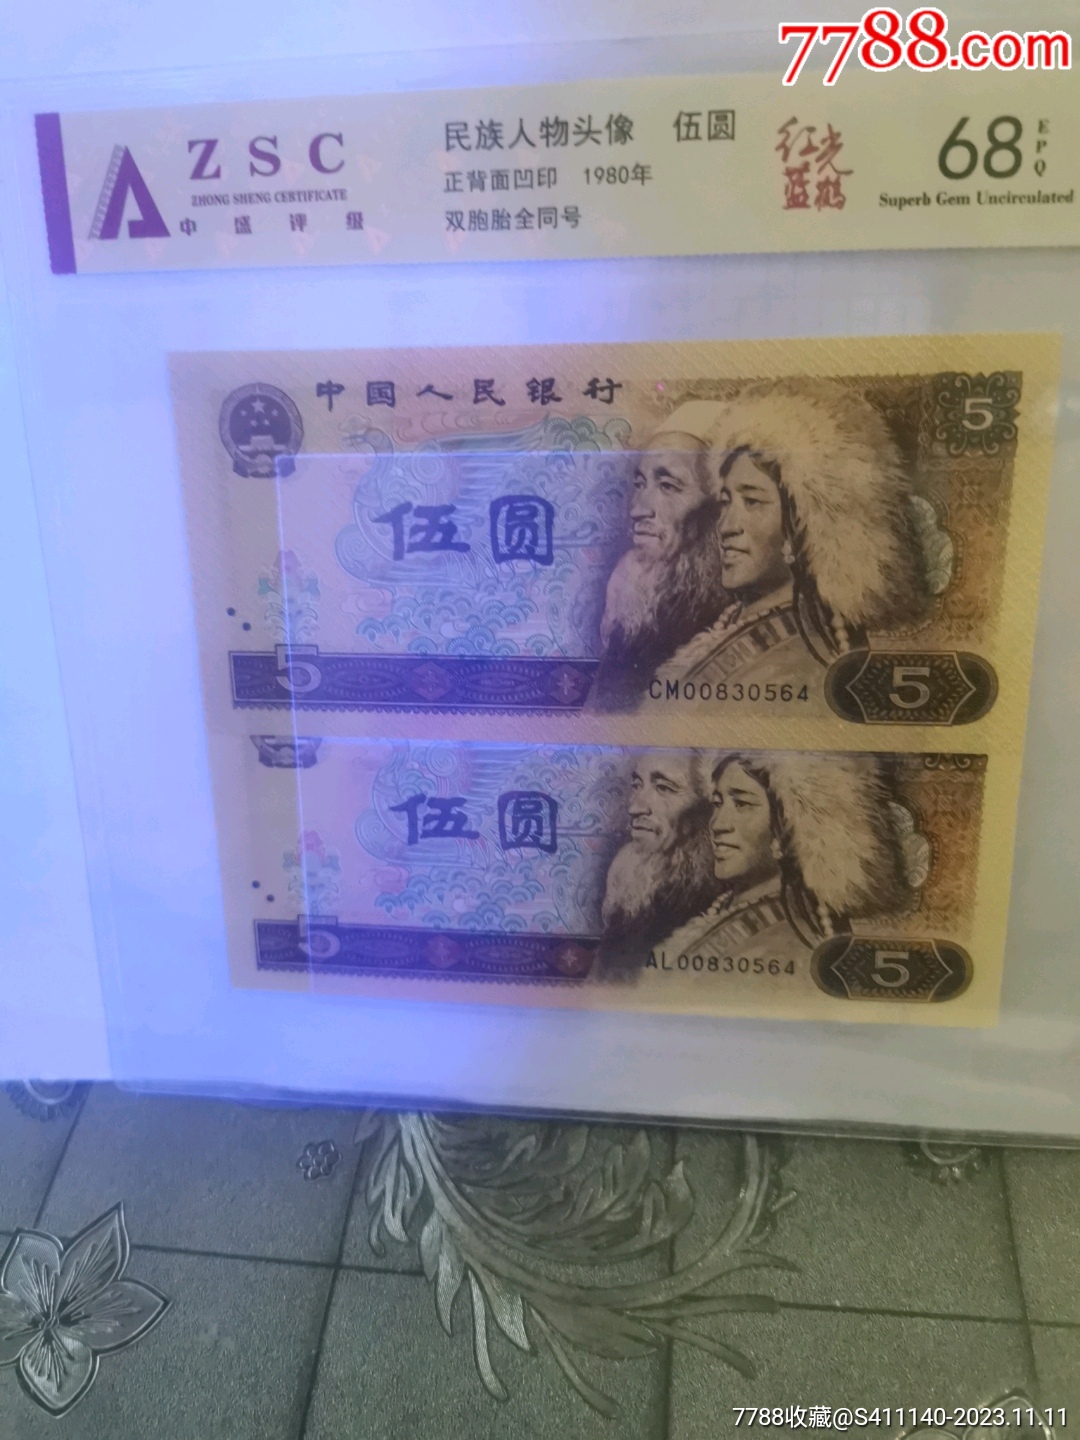 7788.com
ZSC
ZHONG SHENG CERTIFICATE
中盛评级
民族人物头像 伍圆
正背面凹印 1980年
双胞胎全同号
红光
蓝鹤
68
EPQ
Superb Gem Uncirculated
中国人民银行
5
伍圆
5
CM00830564
5
伍圆
5
AL00830564
5
7788收藏@S411140-2023.11.11